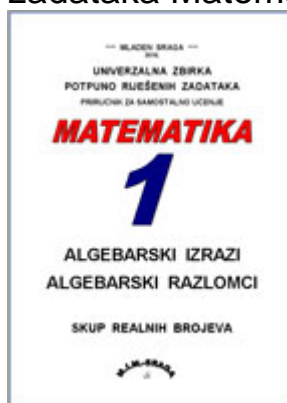 zadataka Matem
— MLADEN SRAGA —
UNIVERZALNA ZBIRKA
POTPUNO RIJEŠENIH ZADATAKA
PRIRUČNIK ZA SAMOSTALNO UČENJE
MATEMATIKA
1
ALGEBARSKI IZRAZI
ALGEBARSKI RAZLOMCI
SKUP REALNIH BROJEVA
M.I.M.-SRAGA